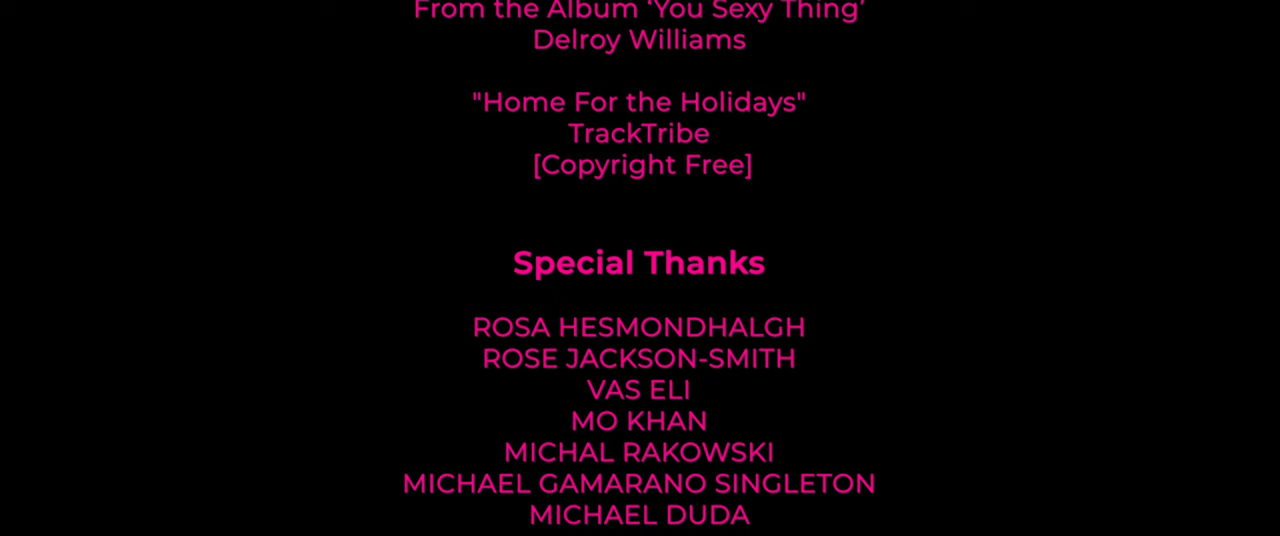 From the Album ‘You Sexy Thing’
Delroy Williams
"Home For the Holidays"
TrackTribe
[Copyright Free]
Special Thanks
ROSA HESMONDHALGH
ROSE JACKSON-SMITH
VAS ELI
MO KHAN
MICHAL RAKOWSKI
MICHAEL GAMARANO SINGLETON
MICHAEL DUDA